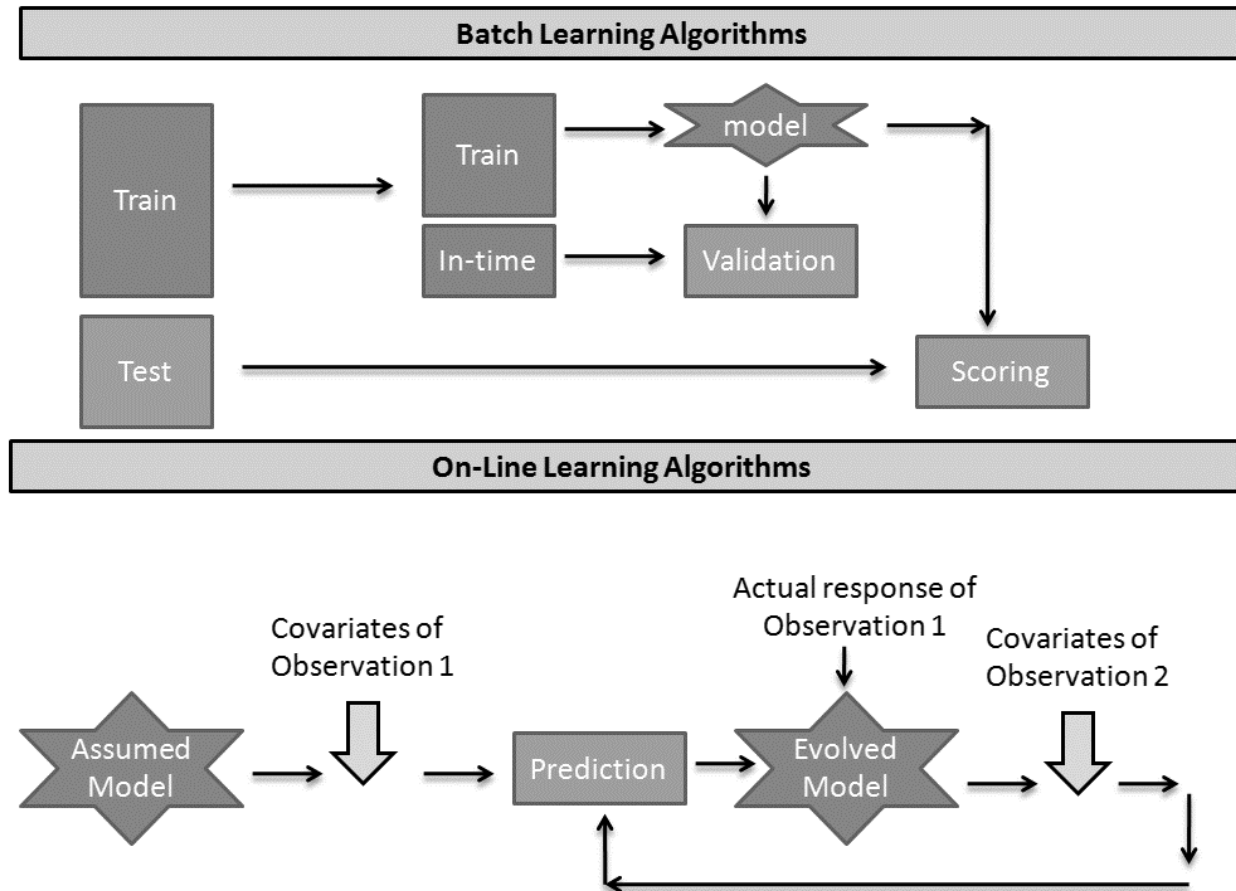 Batch Learning Algorithms
Train
Train
model
In-time
Validation
Test
Scoring
On-Line Learning Algorithms
Covariates of
Observation 1
Actual response of
Observation 1
Covariates of
Observation 2
Assumed
Model
Prediction
Evolved
Model